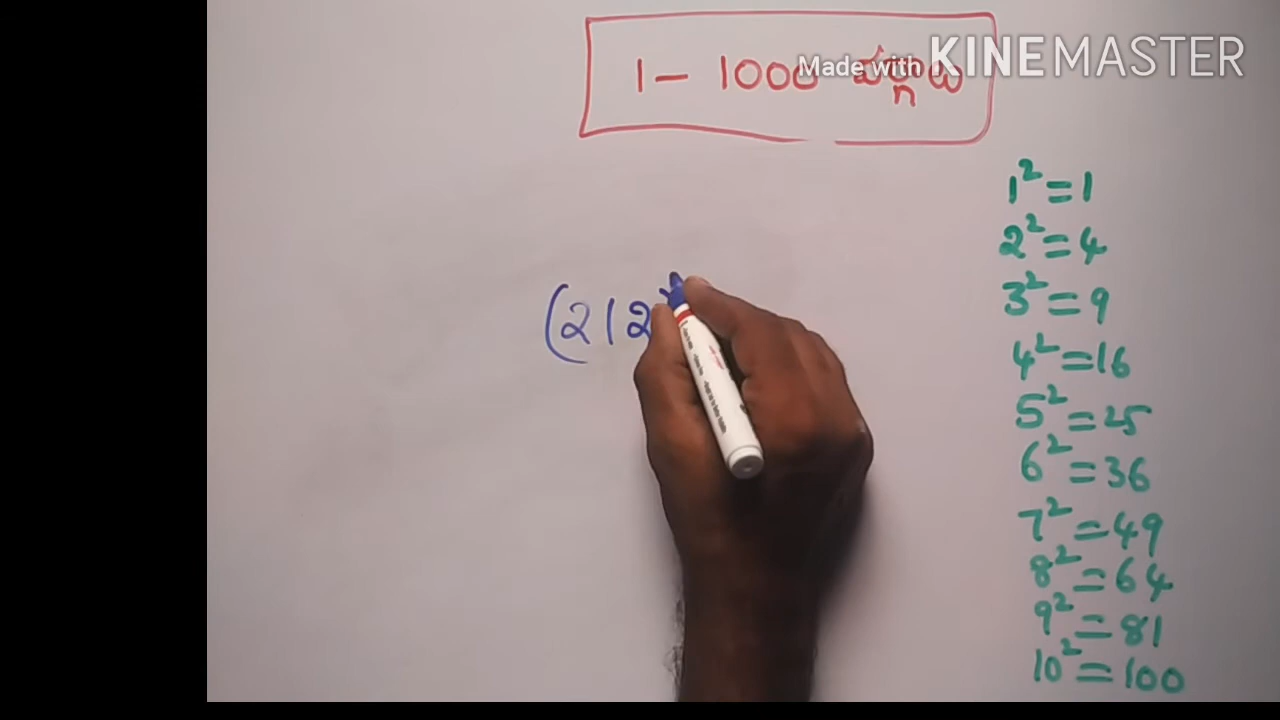 1 - 1000
Made with KINEMASTER
(212
1² = 1
2² = 4
3² = 9
4² = 16
5² = 25
6² = 36
7² = 49
8² = 64
9² = 81
10² = 100